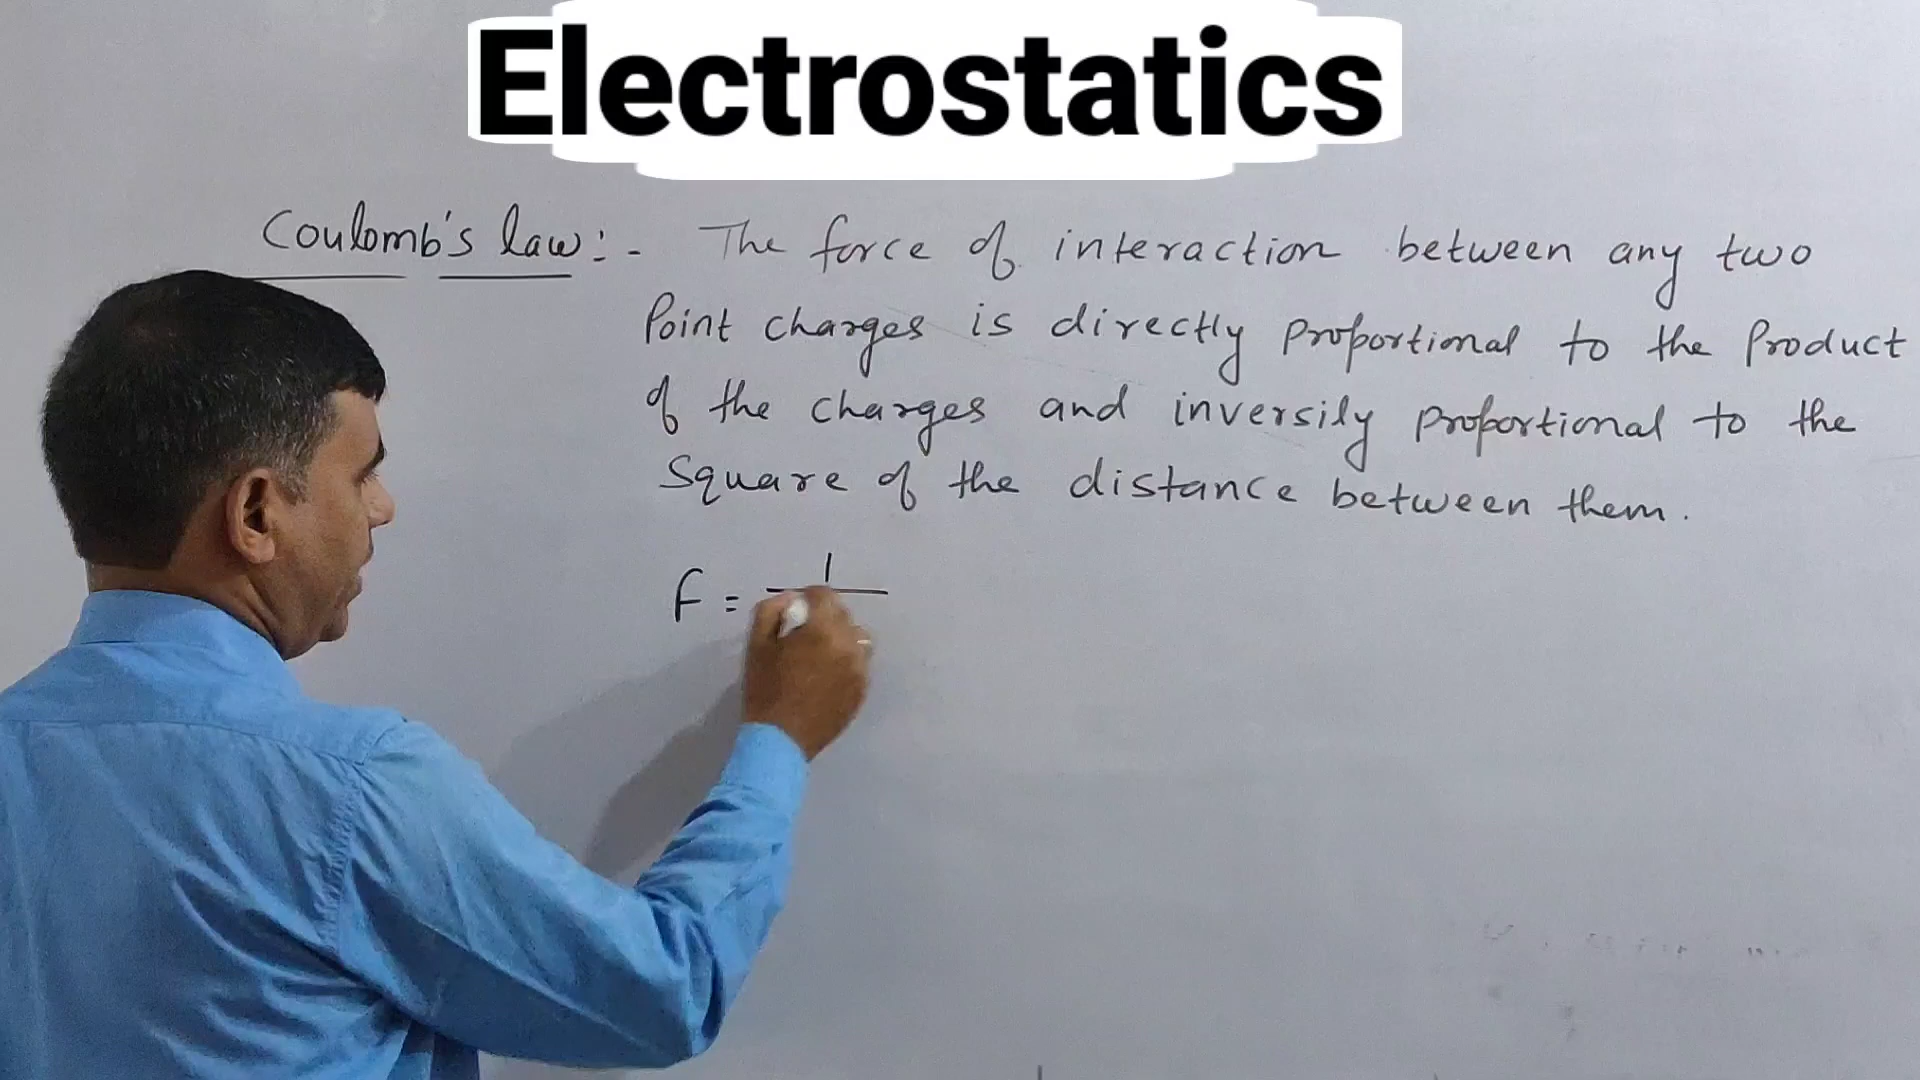 Electrostatics
Coulomb's law:- The force of interaction between any two
Point charges is directly proportional to the Product
of the charges and inversily proportional to the
Square of the distance between them.
F = 1